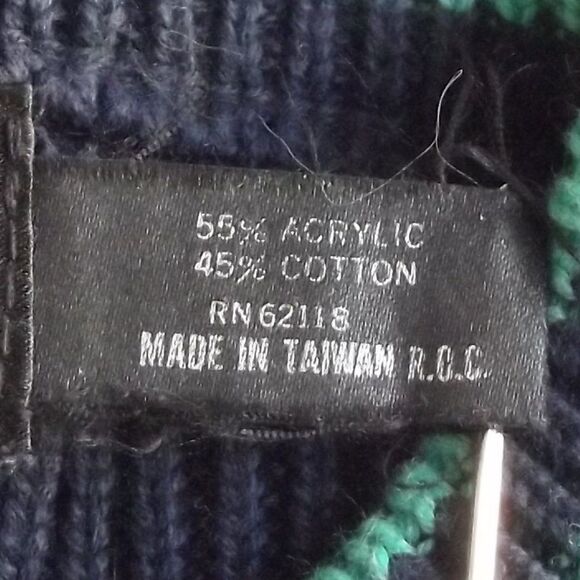 55% ACRYLIC
45% COTTON
RN 62118
MADE IN TAIWAN R.O.C.